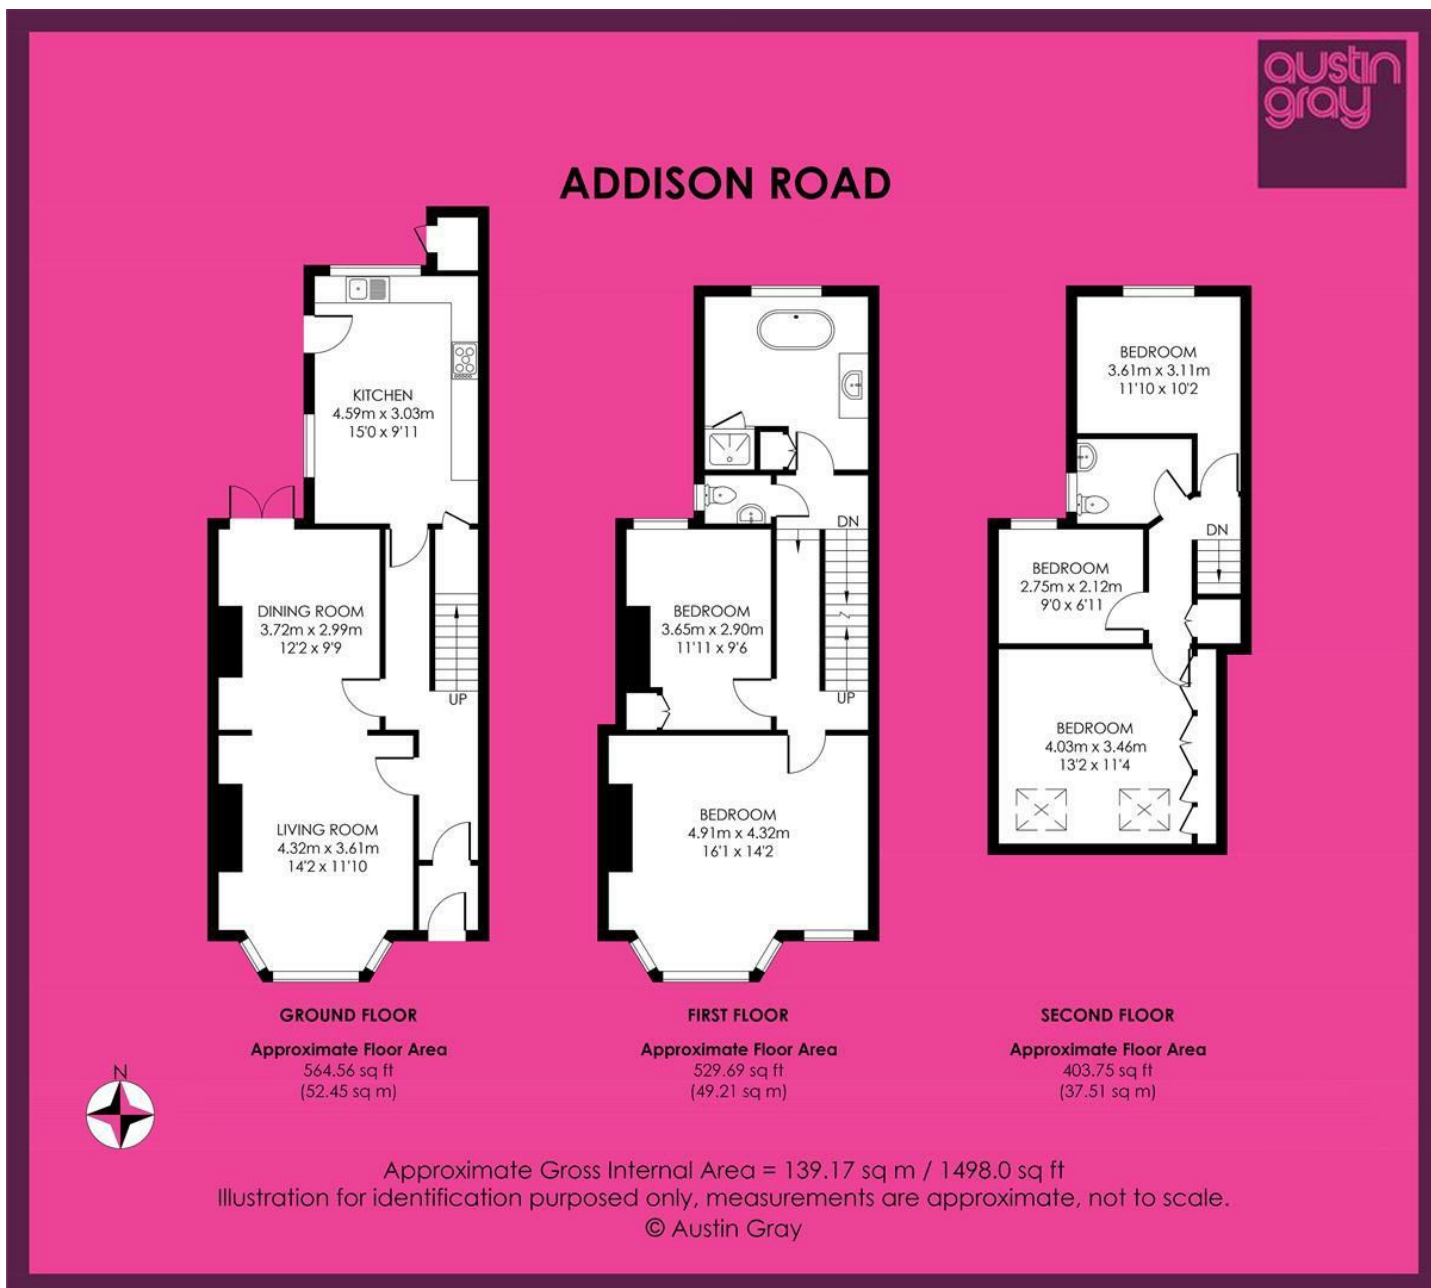 austin
gray
ADDISON ROAD
KITCHEN
4.59m x 3.03m
15'0 x 9'11
DINING ROOM
3.72m x 2.99m
12'2 x 9'9
UP
LIVING ROOM
4.32m x 3.61m
14'2 x 11'10
GROUND FLOOR
Approximate Floor Area
564.56 sq ft
(52.45 sq m)
DN
BEDROOM
3.65m x 2.90m
11'11 x 9'6
UP
BEDROOM
4.91m x 4.32m
16'1 x 14'2
FIRST FLOOR
Approximate Floor Area
529.69 sq ft
(49.21 sq m)
BEDROOM
3.61m x 3.11m
11'10 x 10'2
DN
BEDROOM
2.75m x 2.12m
9'0 x 6'11
BEDROOM
4.03m x 3.46m
13'2 x 11'4
SECOND FLOOR
Approximate Floor Area
403.75 sq ft
(37.51 sq m)
N
Approximate Gross Internal Area = 139.17 sq m / 1498.0 sq ft
Illustration for identification purposed only, measurements are approximate, not to scale.
© Austin Gray